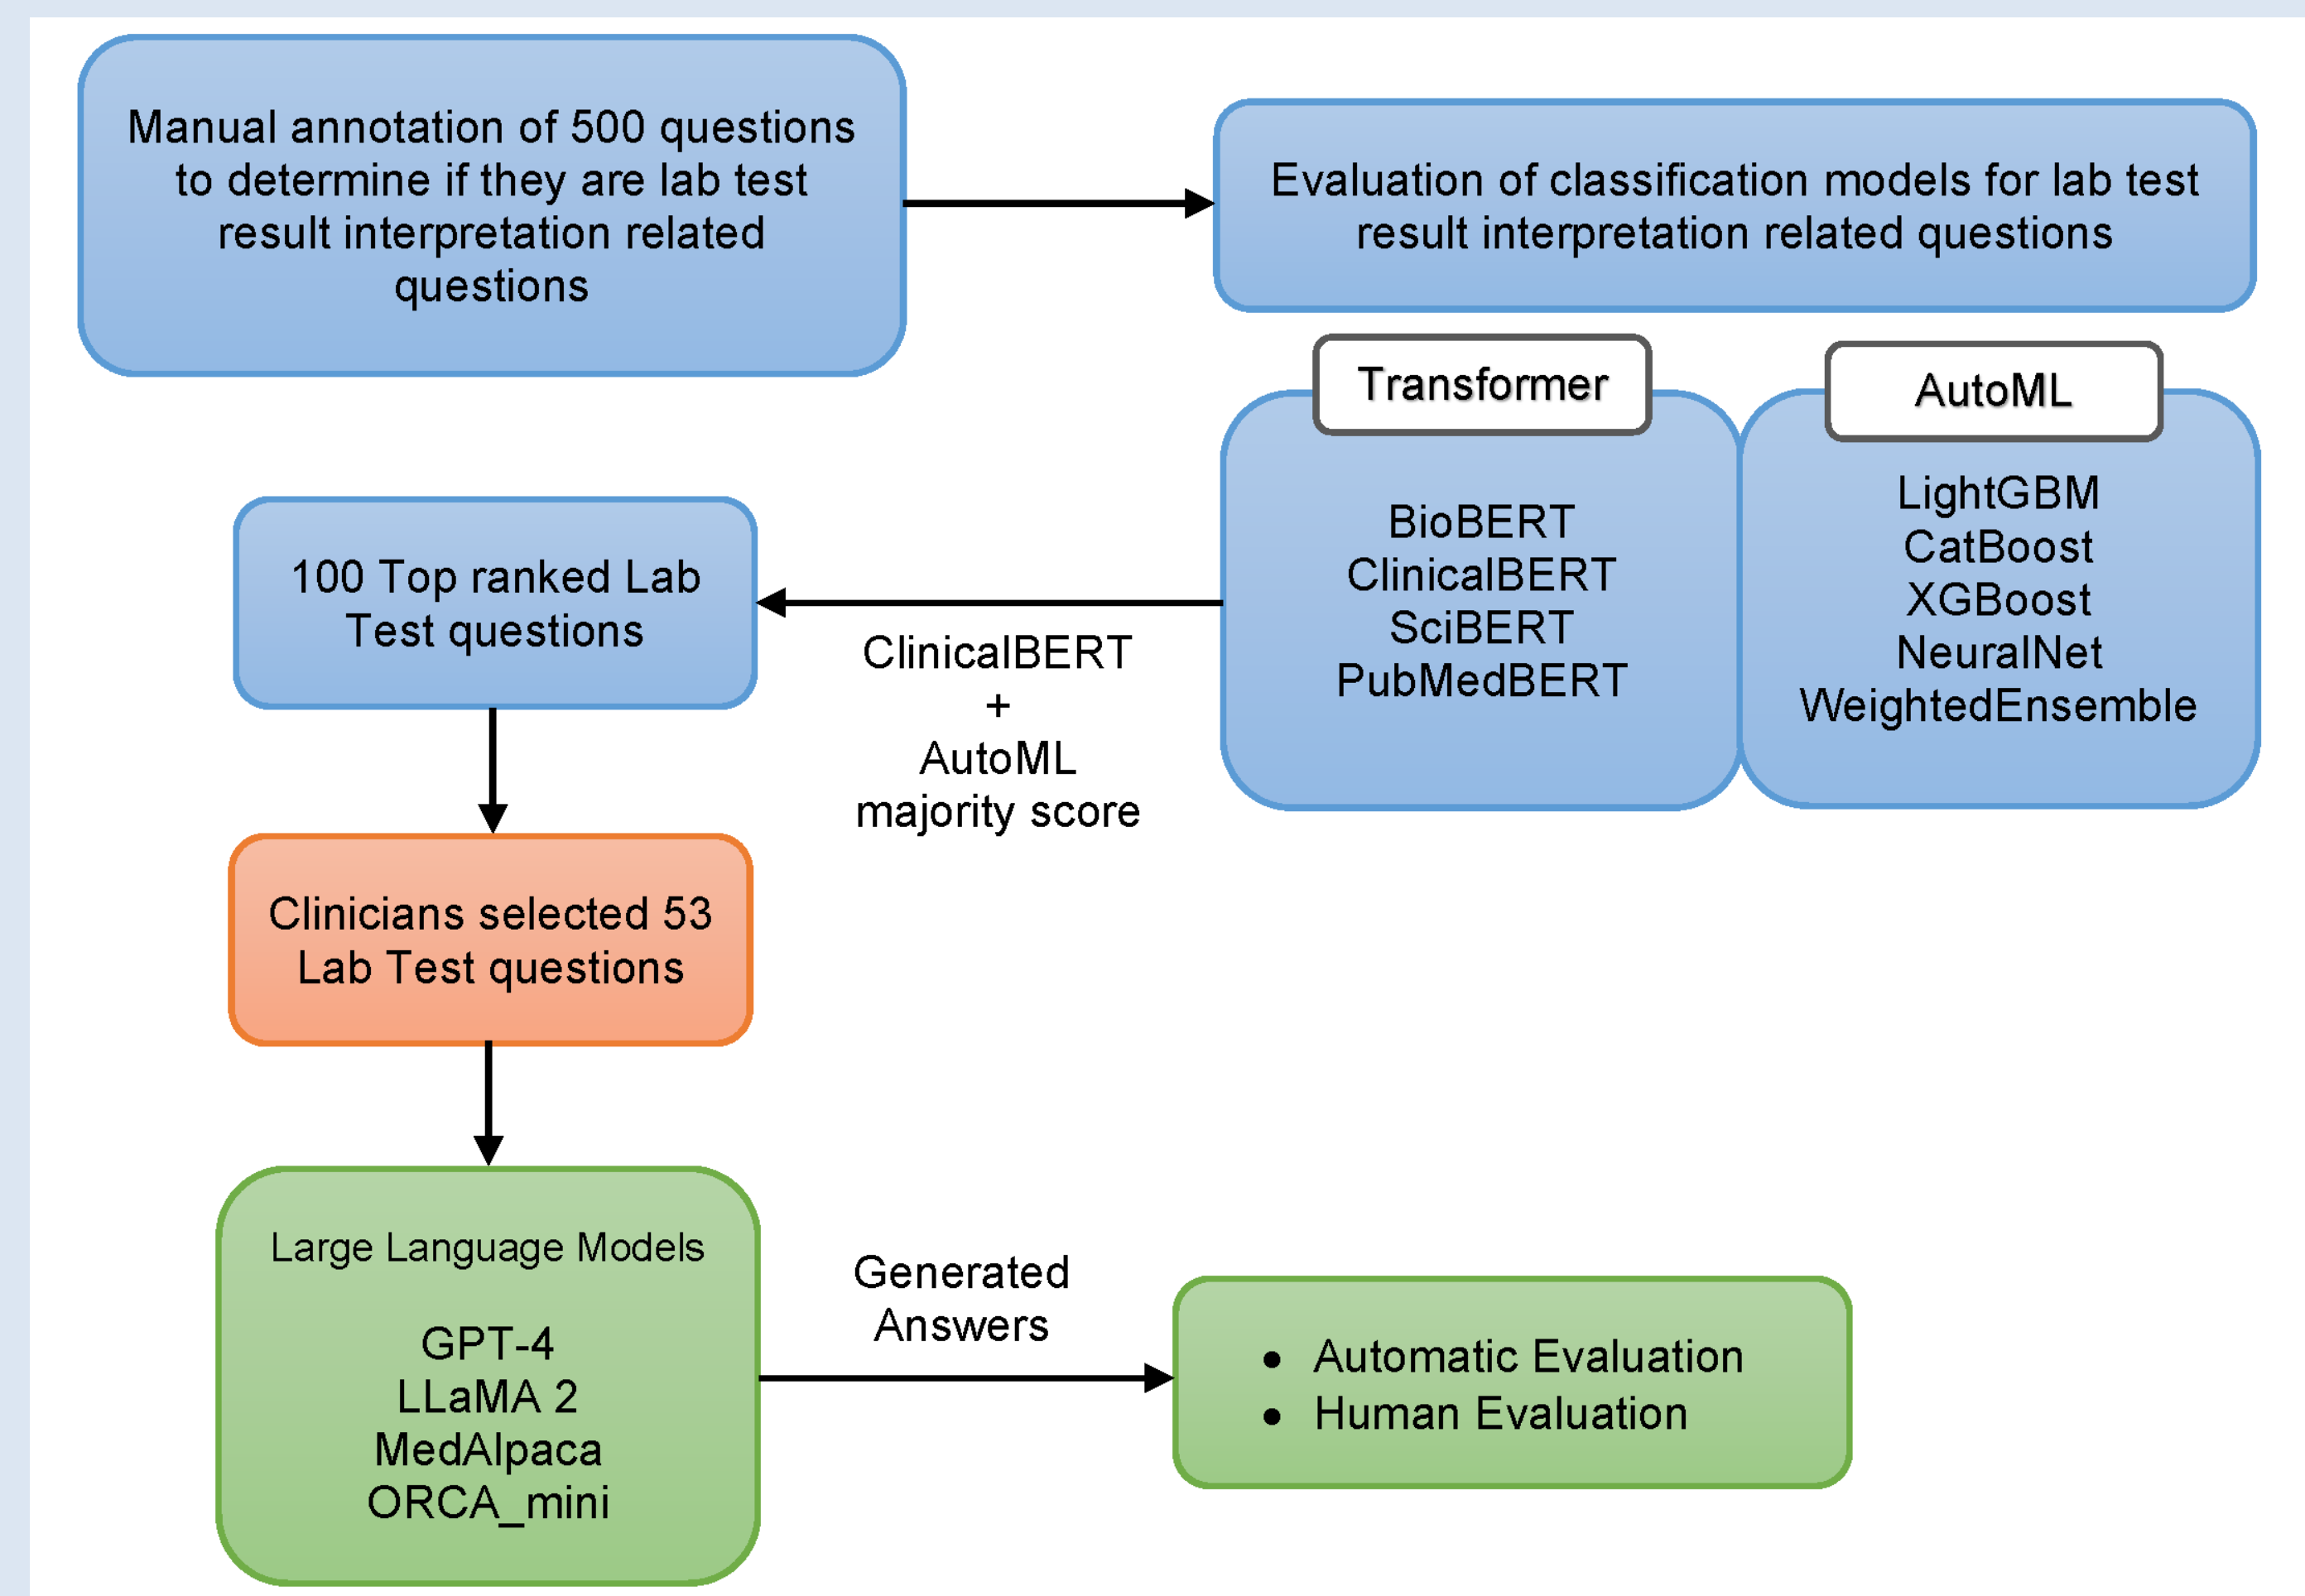 Manual annotation of 500 questions
to determine if they are lab test
result interpretation related
questions
Evaluation of classification models for lab test
result interpretation related questions
Transformer
BioBERT
ClinicalBERT
SciBERT
PubMedBERT
AutoML
LightGBM
CatBoost
XGBoost
NeuralNet
WeightedEnsemble
ClinicalBERT
+
AutoML
majority score
100 Top ranked Lab
Test questions
Clinicians selected 53
Lab Test questions
Large Language Models
GPT-4
LLaMA 2
MedAlpaca
ORCA_mini
Generated
Answers
• Automatic Evaluation
• Human Evaluation